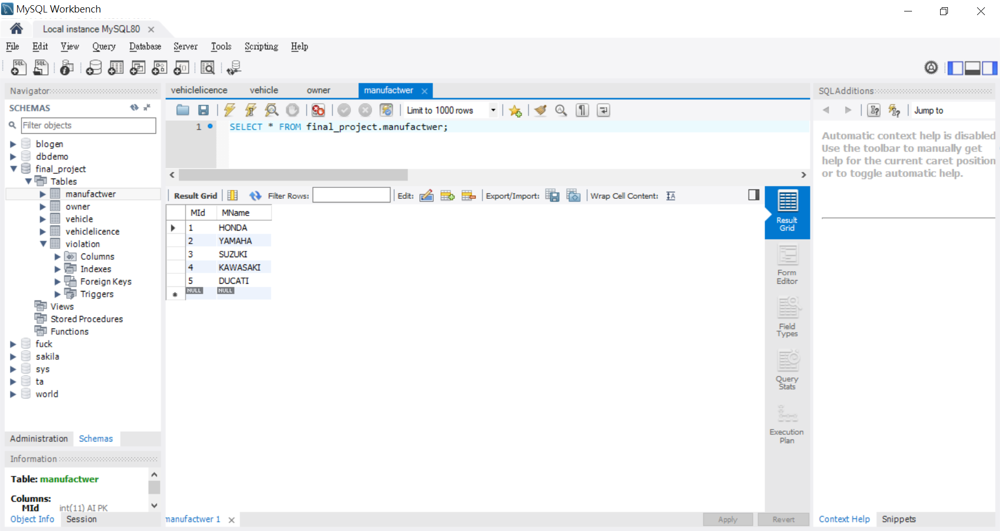 MySQL Workbench
Local instance MySQL80
File Edit View Query Database Server Tools Scripting Help
Navigator
SCHEMAS
Filter objects
blogen
dbdemo
final_project
Tables
manufactwer
owner
vehicle
vehiclelicence
violation
Columns
Indexes
Foreign Keys
Triggers
Views
Stored Procedures
Functions
fuck
sakila
sys
ta
world
Administration Schemas
Information
Table: manufactwer
Columns:
MId int(11) AI PK
Object Info Session
vehiclelicence vehicle owner manufactwer
Limit to 1000 rows
1 SELECT * FROM final_project.manufactwer;
Result Grid Filter Rows: Edit: Export/Import: Wrap Cell Content:
MId MName
1 HONDA
2 YAMAHA
3 SUZUKI
4 KAWASAKI
5 DUCATI
NULL NULL
Result
Grid
Form
Editor
Field
Types
Query
Stats
Execution
Plan
manufactwer 1
Apply Revert
SQLAdditions
Jump to
Automatic context help is disabled
Use the toolbar to manually get
help for the current caret position
or to toggle automatic help.
Context Help Snippets